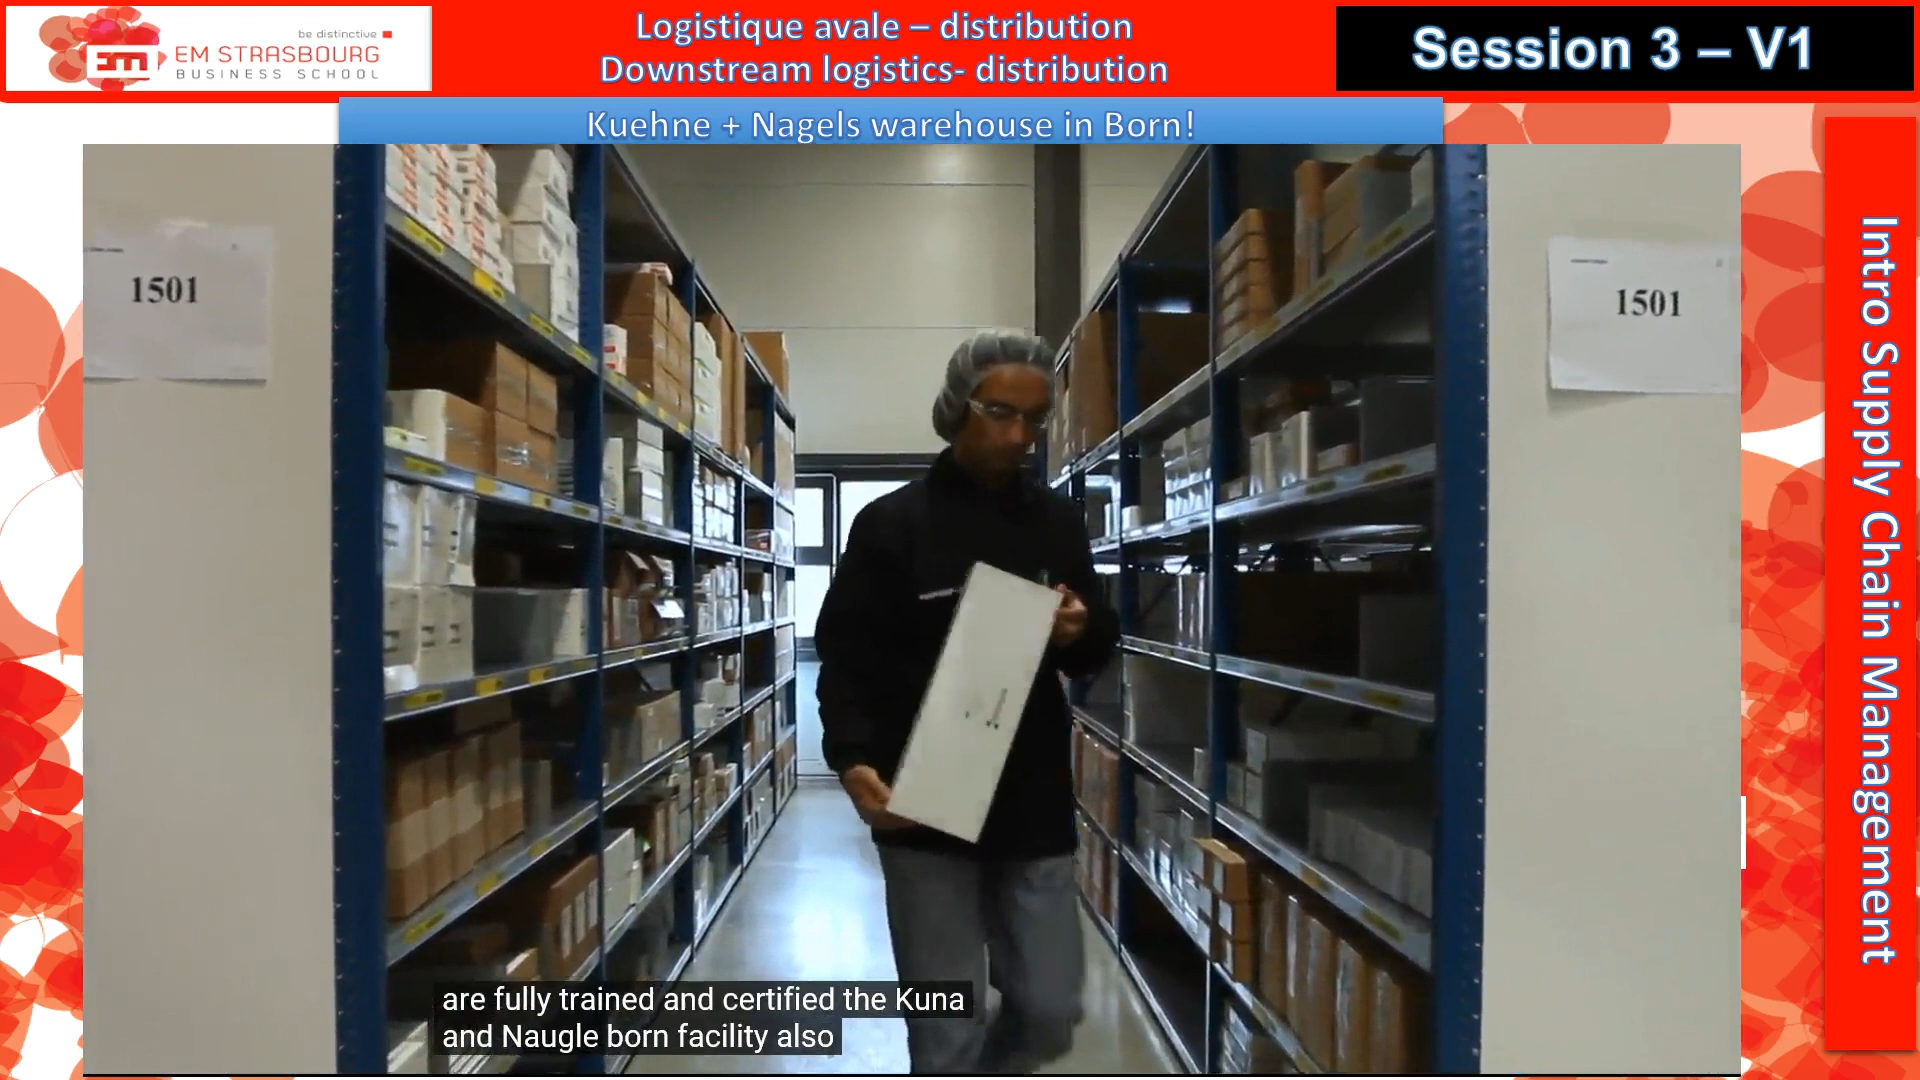 be distinctive
EM STRASBOURG
BUSINESS SCHOOL
Logistique avale – distribution
Downstream logistics- distribution
Session 3 – V1
Kuehne + Nagels warehouse in Born!
1501
1501
Intro Supply Chain Management
are fully trained and certified the Kuna
and Naugle born facility also